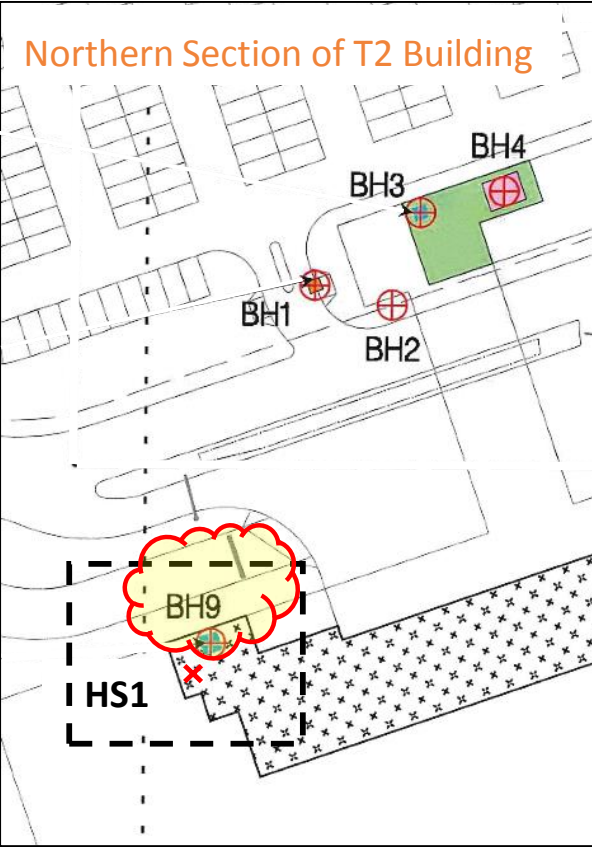 Northern Section of T2 Building
BH4
BH3
BH1
BH2
BH9
HS1